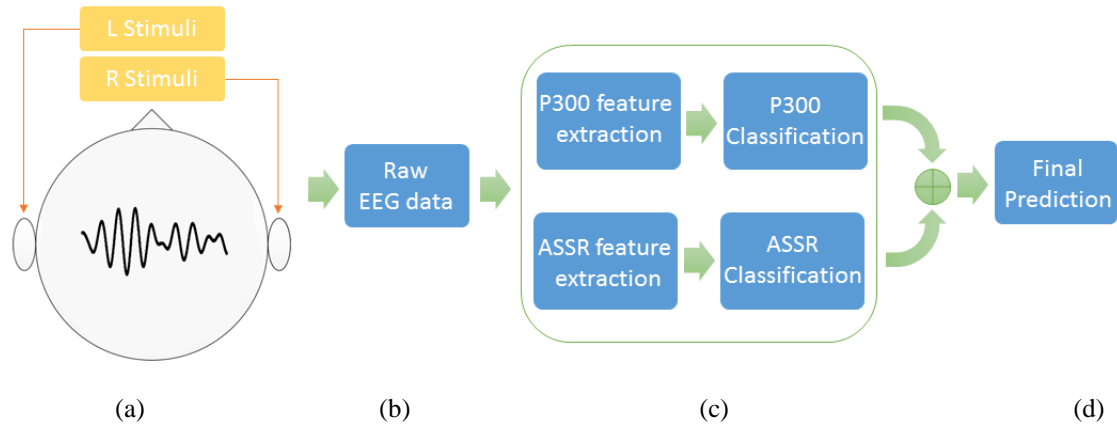 L Stimuli
R Stimuli
Raw
EEG data
P300 feature
extraction
P300
Classification
ASSR feature
extraction
ASSR
Classification
Final
Prediction
(a)
(b)
(c)
(d)